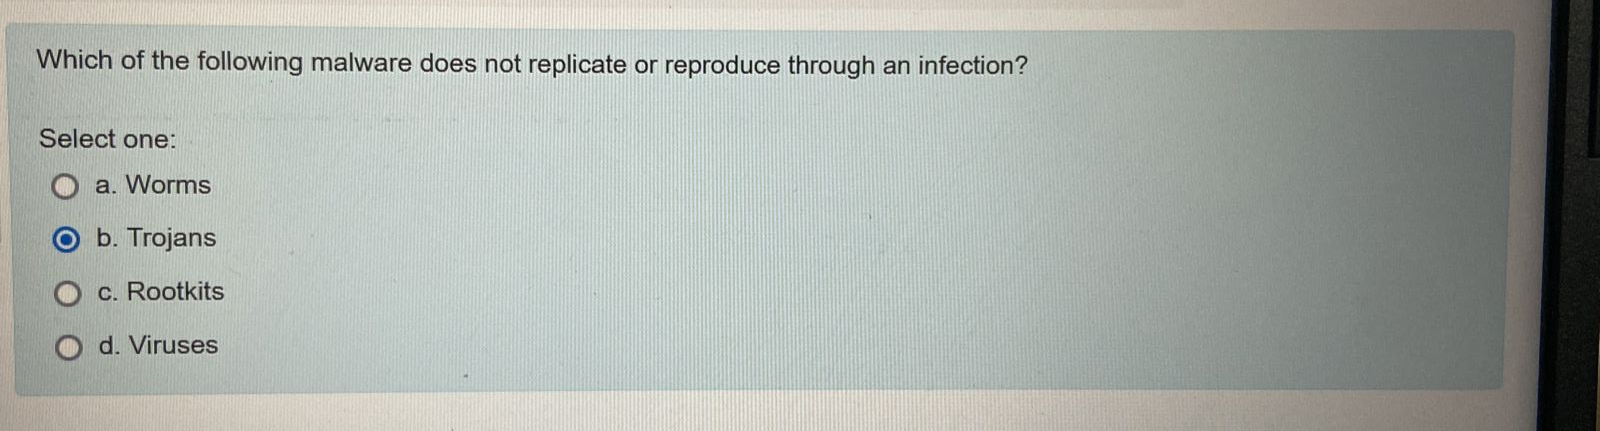 Which of the following malware does not replicate or reproduce through an infection?
Select one:
a. Worms
b. Trojans
c. Rootkits
d. Viruses